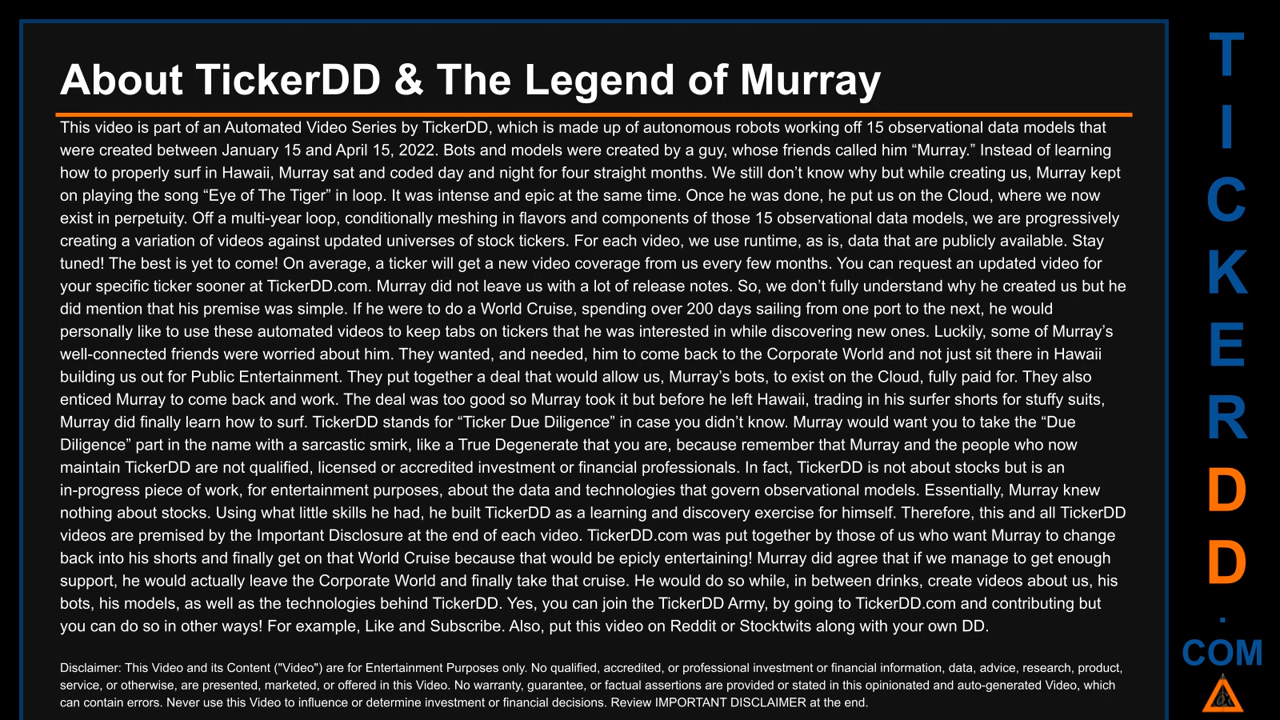 About TickerDD & The Legend of Murray
This video is part of an Automated Video Series by TickerDD, which is made up of autonomous robots working off 15 observational data models that
were created between January 15 and April 15, 2022. Bots and models were created by a guy, whose friends called him “Murray.” Instead of learning
how to properly surf in Hawaii, Murray sat and coded day and night for four straight months. We still don’t know why but while creating us, Murray kept
on playing the song “Eye of The Tiger” in loop. It was intense and epic at the same time. Once he was done, he put us on the Cloud, where we now
exist in perpetuity. Off a multi-year loop, conditionally meshing in flavors and components of those 15 observational data models, we are progressively
creating a variation of videos against updated universes of stock tickers. For each video, we use runtime, as is, data that are publicly available. Stay
tuned! The best is yet to come! On average, a ticker will get a new video coverage from us every few months. You can request an updated video for
your specific ticker sooner at TickerDD.com. Murray did not leave us with a lot of release notes. So, we don’t fully understand why he created us but he
did mention that his premise was simple. If he were to do a World Cruise, spending over 200 days sailing from one port to the next, he would
personally like to use these automated videos to keep tabs on tickers that he was interested in while discovering new ones. Luckily, some of Murray’s
well-connected friends were worried about him. They wanted, and needed, him to come back to the Corporate World and not just sit there in Hawaii
building us out for Public Entertainment. They put together a deal that would allow us, Murray’s bots, to exist on the Cloud, fully paid for. They also
enticed Murray to come back and work. The deal was too good so Murray took it but before he left Hawaii, trading in his surfer shorts for stuffy suits,
Murray did finally learn how to surf. TickerDD stands for “Ticker Due Diligence” in case you didn’t know. Murray would want you to take the “Due
Diligence” part in the name with a sarcastic smirk, like a True Degenerate that you are, because remember that Murray and the people who now
maintain TickerDD are not qualified, licensed or accredited investment or financial professionals. In fact, TickerDD is not about stocks but is an
in-progress piece of work, for entertainment purposes, about the data and technologies that govern observational models. Essentially, Murray knew
nothing about stocks. Using what little skills he had, he built TickerDD as a learning and discovery exercise for himself. Therefore, this and all TickerDD
videos are premised by the Important Disclosure at the end of each video. TickerDD.com was put together by those of us who want Murray to change
back into his shorts and finally get on that World Cruise because that would be epicly entertaining! Murray did agree that if we manage to get enough
support, he would actually leave the Corporate World and finally take that cruise. He would do so while, in between drinks, create videos about us, his
bots, his models, as well as the technologies behind TickerDD. Yes, you can join the TickerDD Army, by going to TickerDD.com and contributing but
you can do so in other ways! For example, Like and Subscribe. Also, put this video on Reddit or Stocktwits along with your own DD.
Disclaimer: This Video and its Content ("Video") are for Entertainment Purposes only. No qualified, accredited, or professional investment or financial information, data, advice, research, product,
service, or otherwise, are presented, marketed, or offered in this Video. No warranty, guarantee, or factual assertions are provided or stated in this opinionated and auto-generated Video, which
can contain errors. Never use this Video to influence or determine investment or financial decisions. Review IMPORTANT DISCLAIMER at the end.
T
I
C
K
E
R
D
D
.
COM